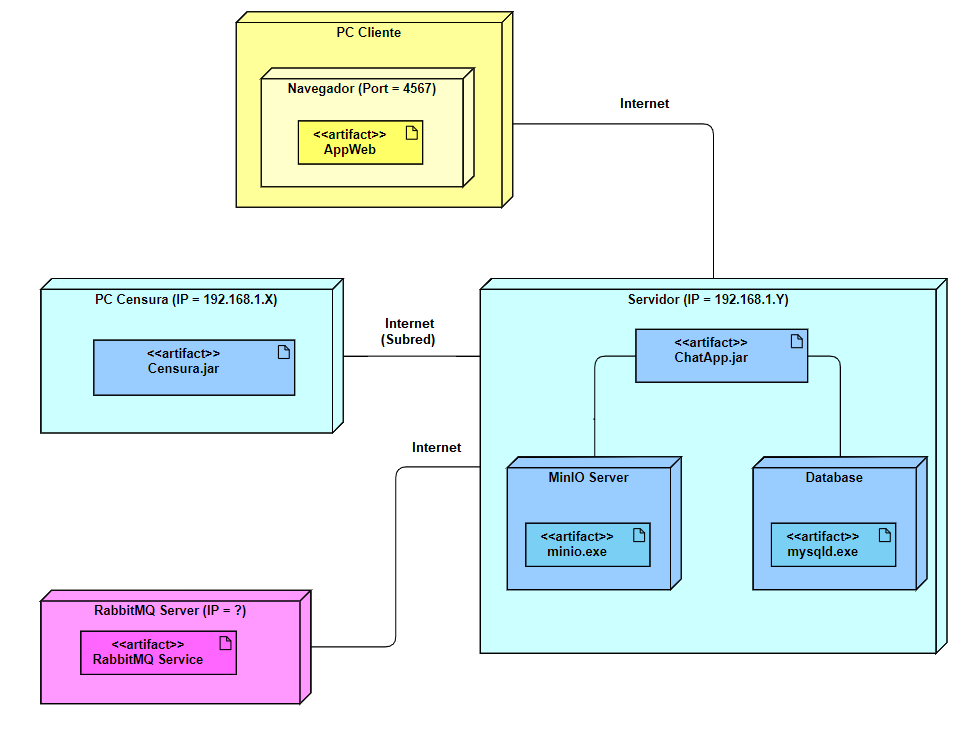 PC Cliente
Navegador (Port = 4567)
<<artifact>>
AppWeb
Internet
PC Censura (IP = 192.168.1.X)
<<artifact>>
Censura.jar
Internet
(Subred)
Servidor (IP = 192.168.1.Y)
<<artifact>>
ChatApp.jar
Internet
MinIO Server
<<artifact>>
minio.exe
Database
<<artifact>>
mysqld.exe
RabbitMQ Server (IP = ?)
<<artifact>>
RabbitMQ Service